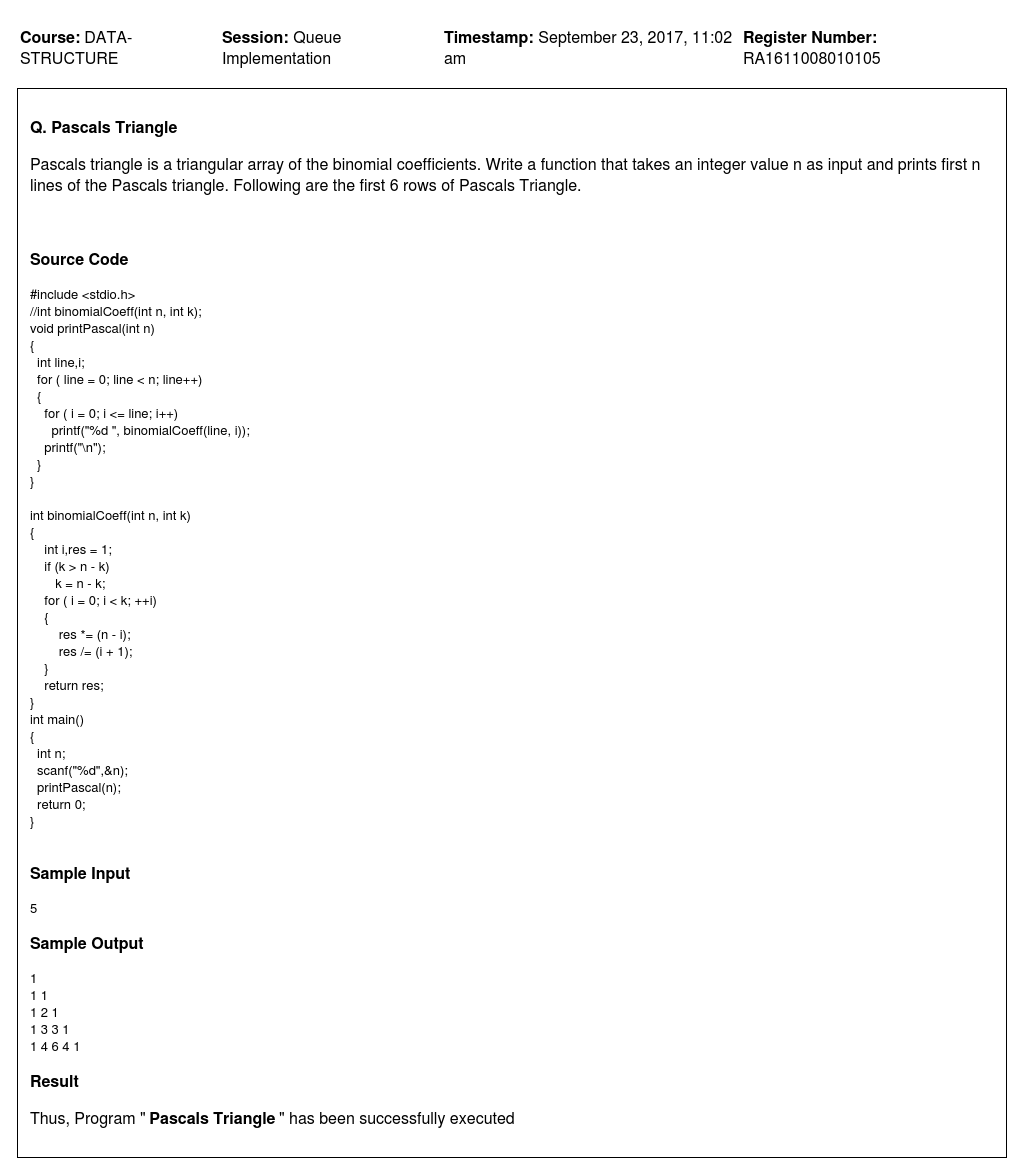 Course: DATA-STRUCTURE Session: Queue Implementation Timestamp: September 23, 2017, 11:02 am Register Number: RA1611008010105
Q. Pascals Triangle
Pascals triangle is a triangular array of the binomial coefficients. Write a function that takes an integer value n as input and prints first n
lines of the Pascals triangle. Following are the first 6 rows of Pascals Triangle.
Source Code
#include <stdio.h>
//int binomialCoeff(int n, int k);
void printPascal(int n)
{
  int line,i;
  for ( line = 0; line < n; line++)
  {
    for ( i = 0; i <= line; i++)
      printf("%d ", binomialCoeff(line, i));
    printf("\n");
  }
}
int binomialCoeff(int n, int k)
{
    int i,res = 1;
    if (k > n - k)
       k = n - k;
    for ( i = 0; i < k; ++i)
    {
        res *= (n - i);
        res /= (i + 1);
    }
    return res;
}
int main()
{
  int n;
  scanf("%d",&n);
  printPascal(n);
  return 0;
}
Sample Input
5
Sample Output
1
1 1
1 2 1
1 3 3 1
1 4 6 4 1
Result
Thus, Program " Pascals Triangle " has been successfully executed